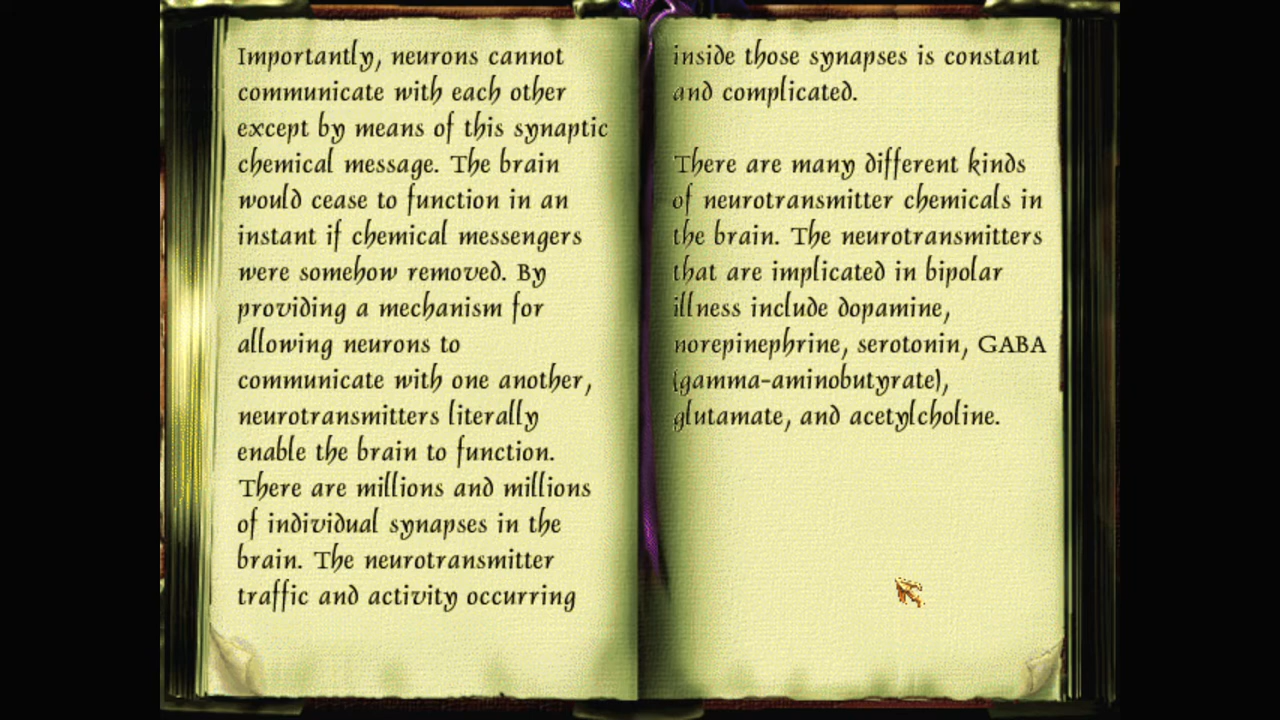 Importantly, neurons cannot
communicate with each other
except by means of this synaptic
chemical message. The brain
would cease to function in an
instant if chemical messengers
were somehow removed. By
providing a mechanism for
allowing neurons to
communicate with one another,
neurotransmitters literally
enable the brain to function.
There are millions and millions
of individual synapses in the
brain. The neurotransmitter
traffic and activity occurring
inside those synapses is constant
and complicated.
There are many different kinds
of neurotransmitter chemicals in
the brain. The neurotransmitters
that are implicated in bipolar
illness include dopamine,
norepinephrine, serotonin, GABA
(gamma-aminobutyrate),
glutamate, and acetylcholine.